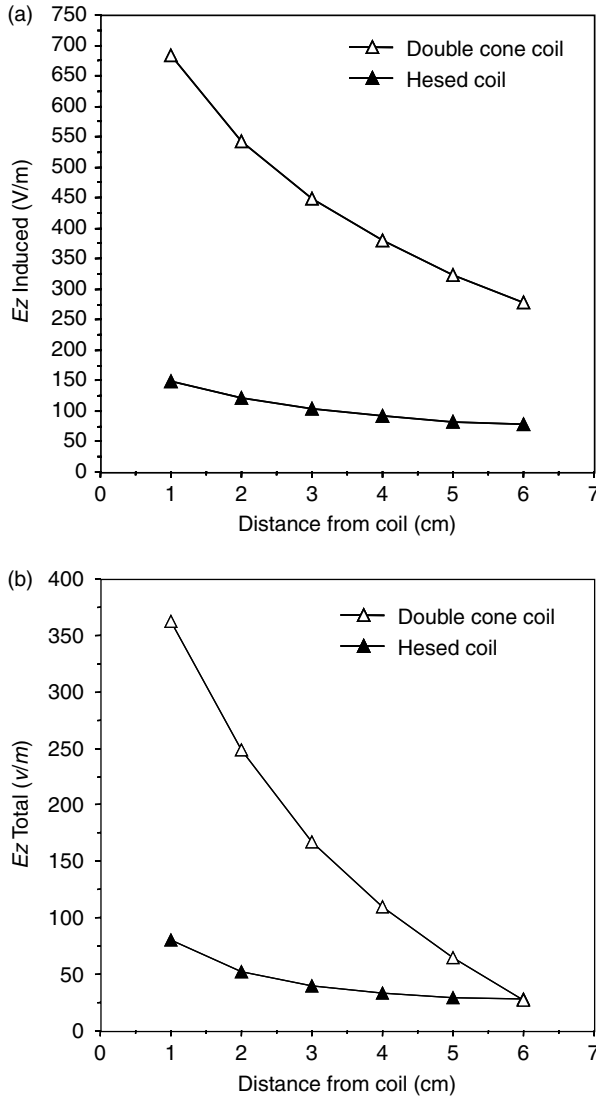 (a)
750
700
650
600
550
500
450
400
350
300
250
200
150
100
50
0
Ez Induced (V/m)
Double cone coil
Hesed coil
0 1 2 3 4 5 6 7
Distance from coil (cm)
(b)
400
350
300
250
200
150
100
50
0
Ez Total (v/m)
Double cone coil
Hesed coil
0 1 2 3 4 5 6 7
Distance from coil (cm)